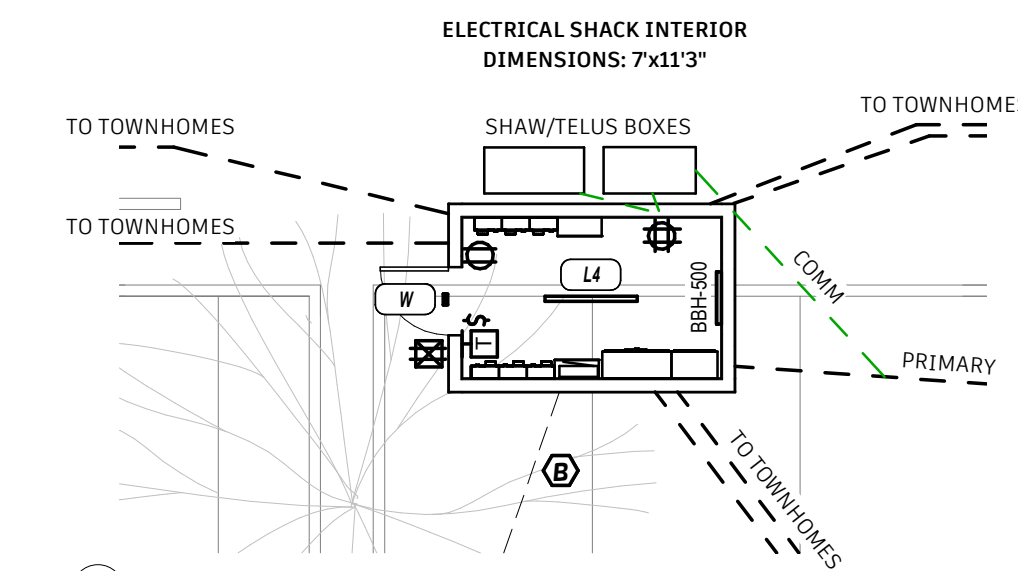 ELECTRICAL SHACK INTERIOR
DIMENSIONS: 7'x11'3"
TO TOWNHOMES
TO TOWNHOMES
SHAW/TELUS BOXES
TO TOWNHOMES
L4
W
BBH-500
COMM
S
T
PRIMARY
B
TO TOWNHOMES